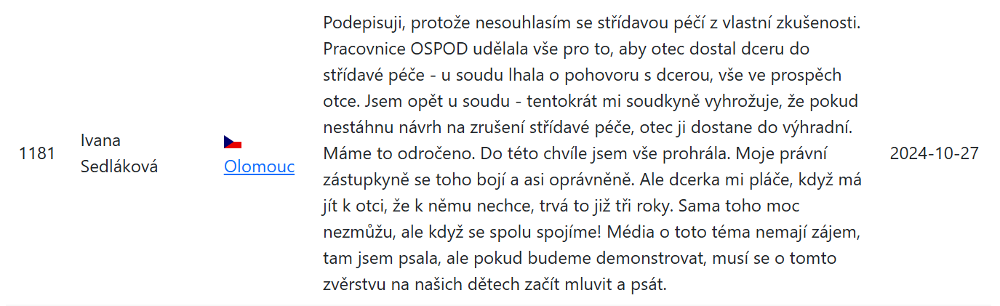 Podepisuji, protože nesouhlasím se střídavou péčí z vlastní zkušenosti.
Pracovnice OSPOD udělala vše pro to, aby otec dostal dceru do
střídavé péče - u soudu lhala o pohovoru s dcerou, vše ve prospěch
otce. Jsem opět u soudu - tentokrát mi soudkyně vyhrožuje, že pokud
nestáhnu návrh na zrušení střídavé péče, otec ji dostane do výhradní.
1181
Ivana
Sedláková
Olomouc
Máme to odročeno. Do této chvíle jsem vše prohrála. Moje právní
2024-10-27
zástupkyně se toho bojí a asi oprávněně. Ale dcerka mi pláče, když má
jít k otci, že k němu nechce, trvá to již tři roky. Sama toho moc
nezmůžu, ale když se spolu spojíme! Média o toto téma nemají zájem,
tam jsem psala, ale pokud budeme demonstrovat, musí se o tomto
zvěrstvu na našich dětech začít mluvit a psát.